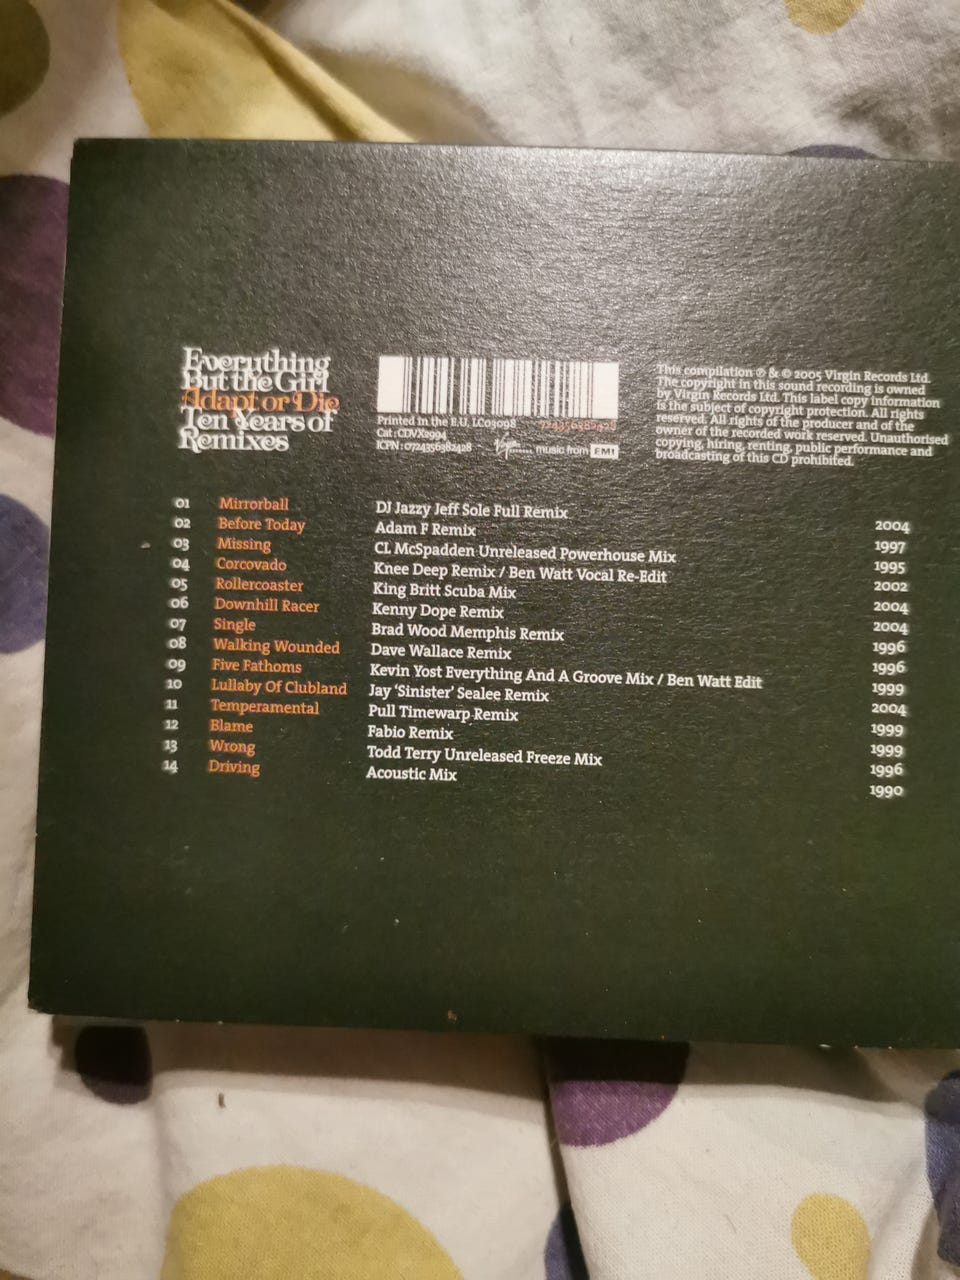 Everything
But the Girl
Adapt or Die
Ten Years of
Remixes
Printed in the E.U. LC03098
724356382428
Cat: CDVX2994
ICPN: 0724356382428
Virgin
music from EMI
This compilation ℗ & © 2005 Virgin Records Ltd.
The copyright in this sound recording is owned
by Virgin Records Ltd. This label copy information
is the subject of copyright protection. All rights
reserved. All rights of the producer and of the
owner of the recorded work reserved. Unauthorised
copying, hiring, renting, public performance and
broadcasting of this CD prohibited.
01 Mirrorball DJ Jazzy Jeff Sole Full Remix 2004
02 Before Today Adam F Remix 1997
03 Missing CL McSpadden Unreleased Powerhouse Mix 1995
04 Corcovado Knee Deep Remix / Ben Watt Vocal Re-Edit 2002
05 Rollercoaster King Britt Scuba Mix 2004
06 Downhill Racer Kenny Dope Remix 2004
07 Single Brad Wood Memphis Remix 1996
08 Walking Wounded Dave Wallace Remix 1996
09 Five Fathoms Kevin Yost Everything And A Groove Mix / Ben Watt Edit 1999
10 Lullaby Of Clubland Jay ‘Sinister’ Sealee Remix 2004
11 Temperamental Pull Timewarp Remix 1999
12 Blame Fabio Remix 1999
13 Wrong Todd Terry Unreleased Freeze Mix 1996
14 Driving Acoustic Mix 1990